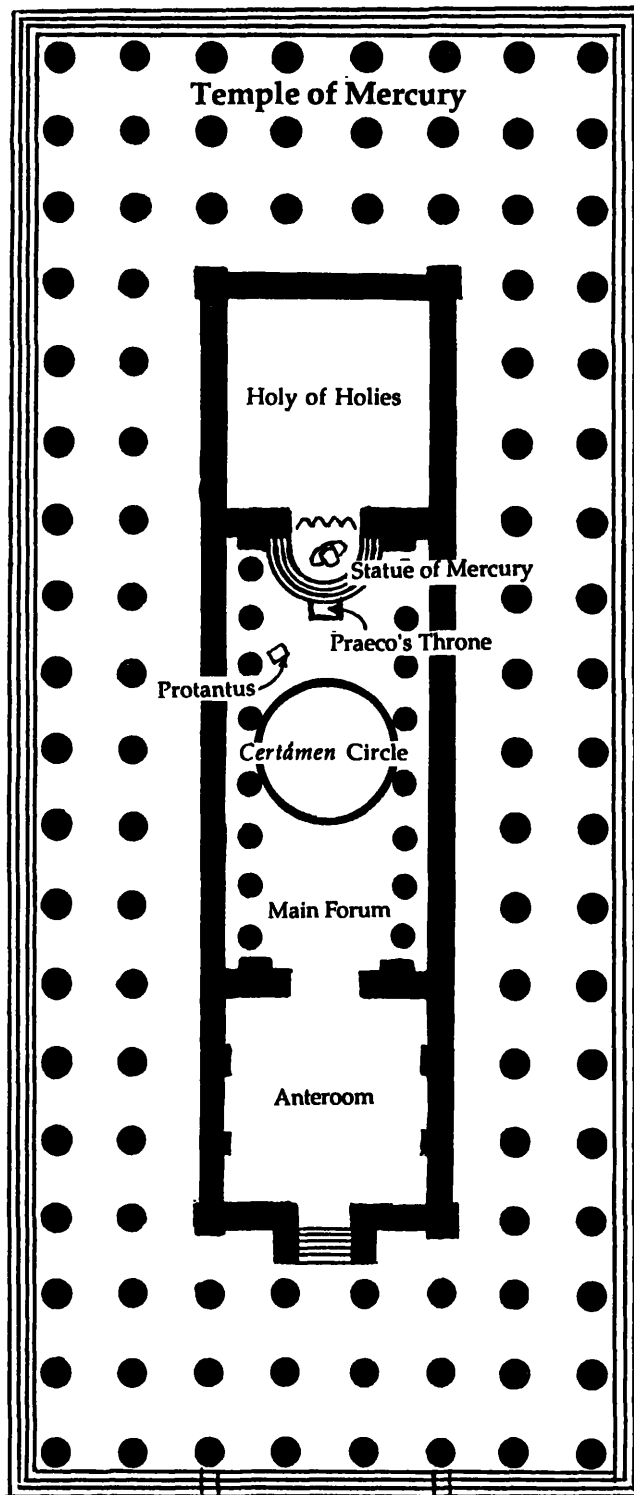 Temple of Mercury
Holy of Holies
Statue of Mercury
Praeco's Throne
Protantus
Certámen Circle
Main Forum
Anteroom